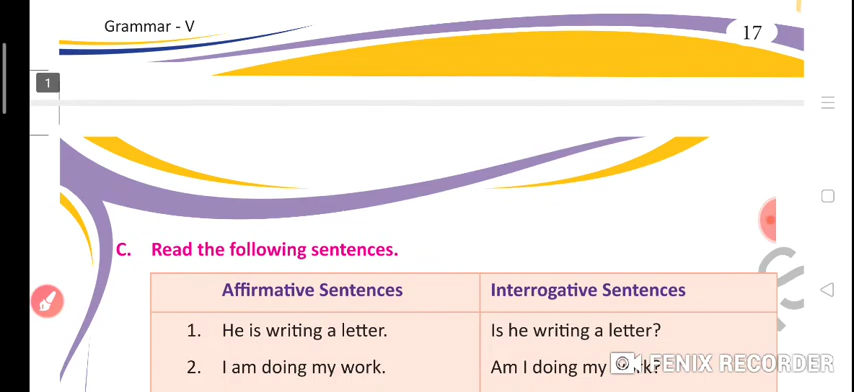 Grammar - V
17
1
C. Read the following sentences.
Affirmative Sentences Interrogative Sentences
1. He is writing a letter. Is he writing a letter?
2. I am doing my work. Am I doing my
FENIX RECORDER